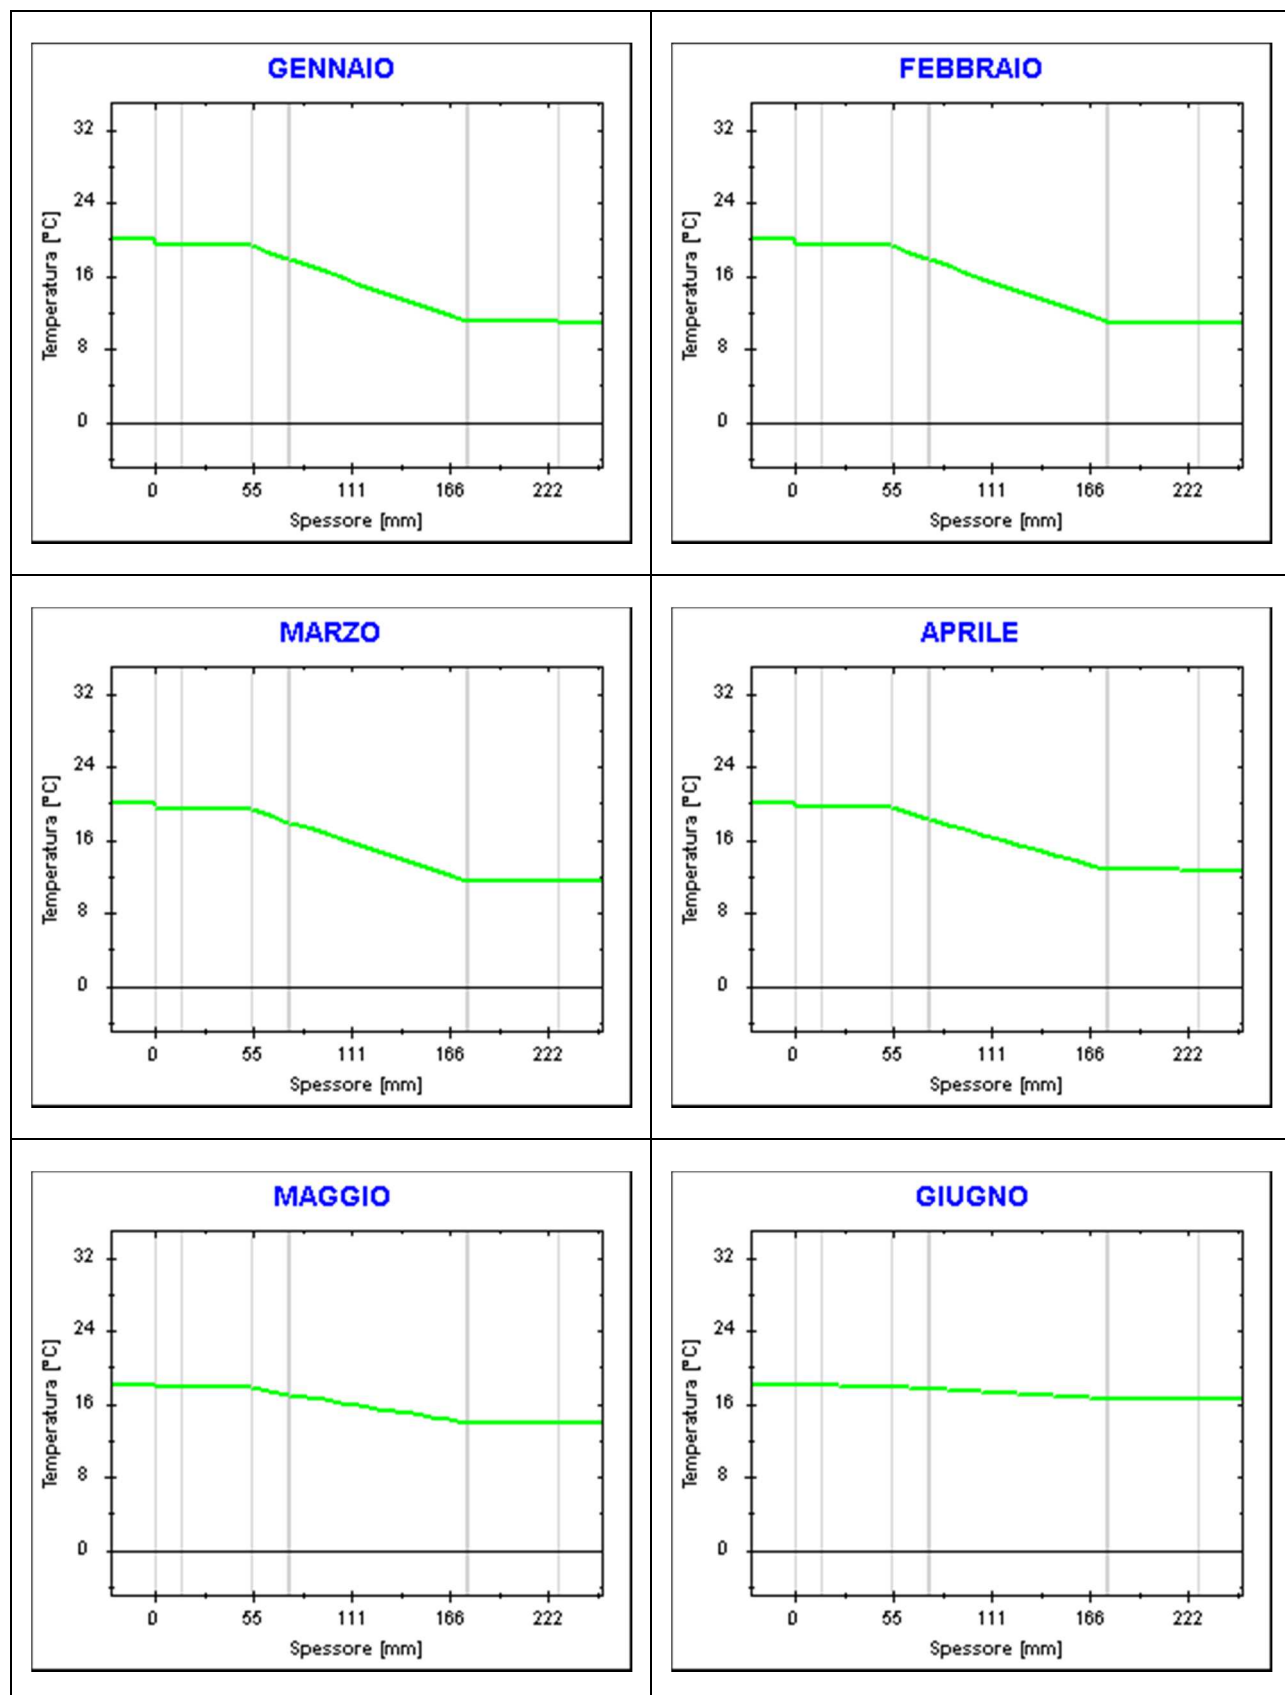 GENNAIO
32
24
16
8
0
Temperatura [°C]
0 55 111 166 222
Spessore [mm]
FEBBRAIO
32
24
16
8
0
Temperatura [°C]
0 55 111 166 222
Spessore [mm]
MARZO
32
24
16
8
0
Temperatura [°C]
0 55 111 166 222
Spessore [mm]
APRILE
32
24
16
8
0
Temperatura [°C]
0 55 111 166 222
Spessore [mm]
MAGGIO
32
24
16
8
0
Temperatura [°C]
0 55 111 166 222
Spessore [mm]
GIUGNO
32
24
16
8
0
Temperatura [°C]
0 55 111 166 222
Spessore [mm]